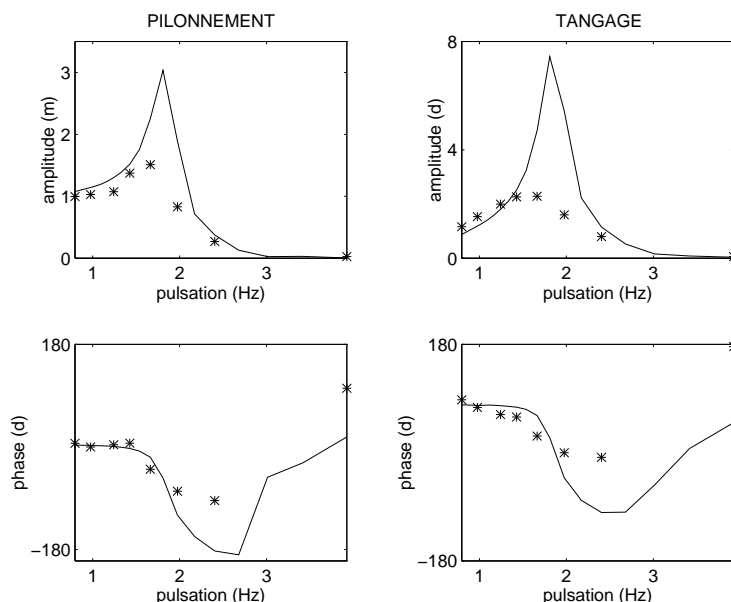 PILONNEMENT
amplitude (m)
3
2
1
0
1
2
3
pulsation (Hz)
TANGAGE
amplitude (d)
8
4
0
1
2
3
pulsation (Hz)
phase (d)
180
−180
1
2
3
pulsation (Hz)
phase (d)
180
−180
1
2
3
pulsation (Hz)